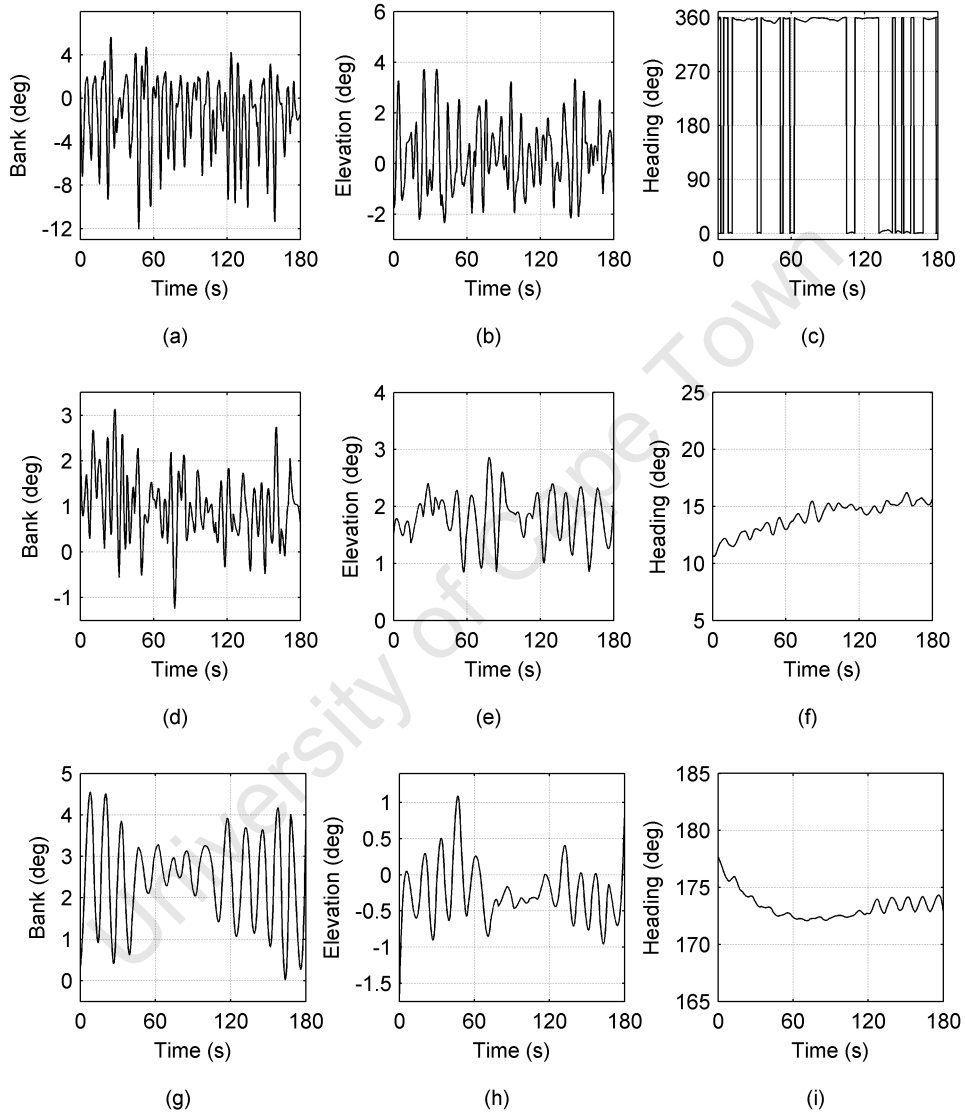 4
0
-4
-8
-12
0 60 120 180
Bank (deg)
Time (s)
(a)
6
4
2
0
-2
0 60 120 180
Elevation (deg)
Time (s)
(b)
360
270
180
90
0
0 60 120 180
Heading (deg)
Time (s)
(c)
3
2
1
0
-1
0 60 120 180
Bank (deg)
Time (s)
(d)
4
3
2
1
0
0 60 120 180
Elevation (deg)
Time (s)
(e)
25
20
15
10
5
0 60 120 180
Heading (deg)
Time (s)
(f)
5
4
3
2
1
0
0 60 120 180
Bank (deg)
Time (s)
(g)
1
0.5
0
-0.5
-1
-1.5
0 60 120 180
Elevation (deg)
Time (s)
(h)
185
180
175
170
165
0 60 120 180
Heading (deg)
Time (s)
(i)
University of Cape Town